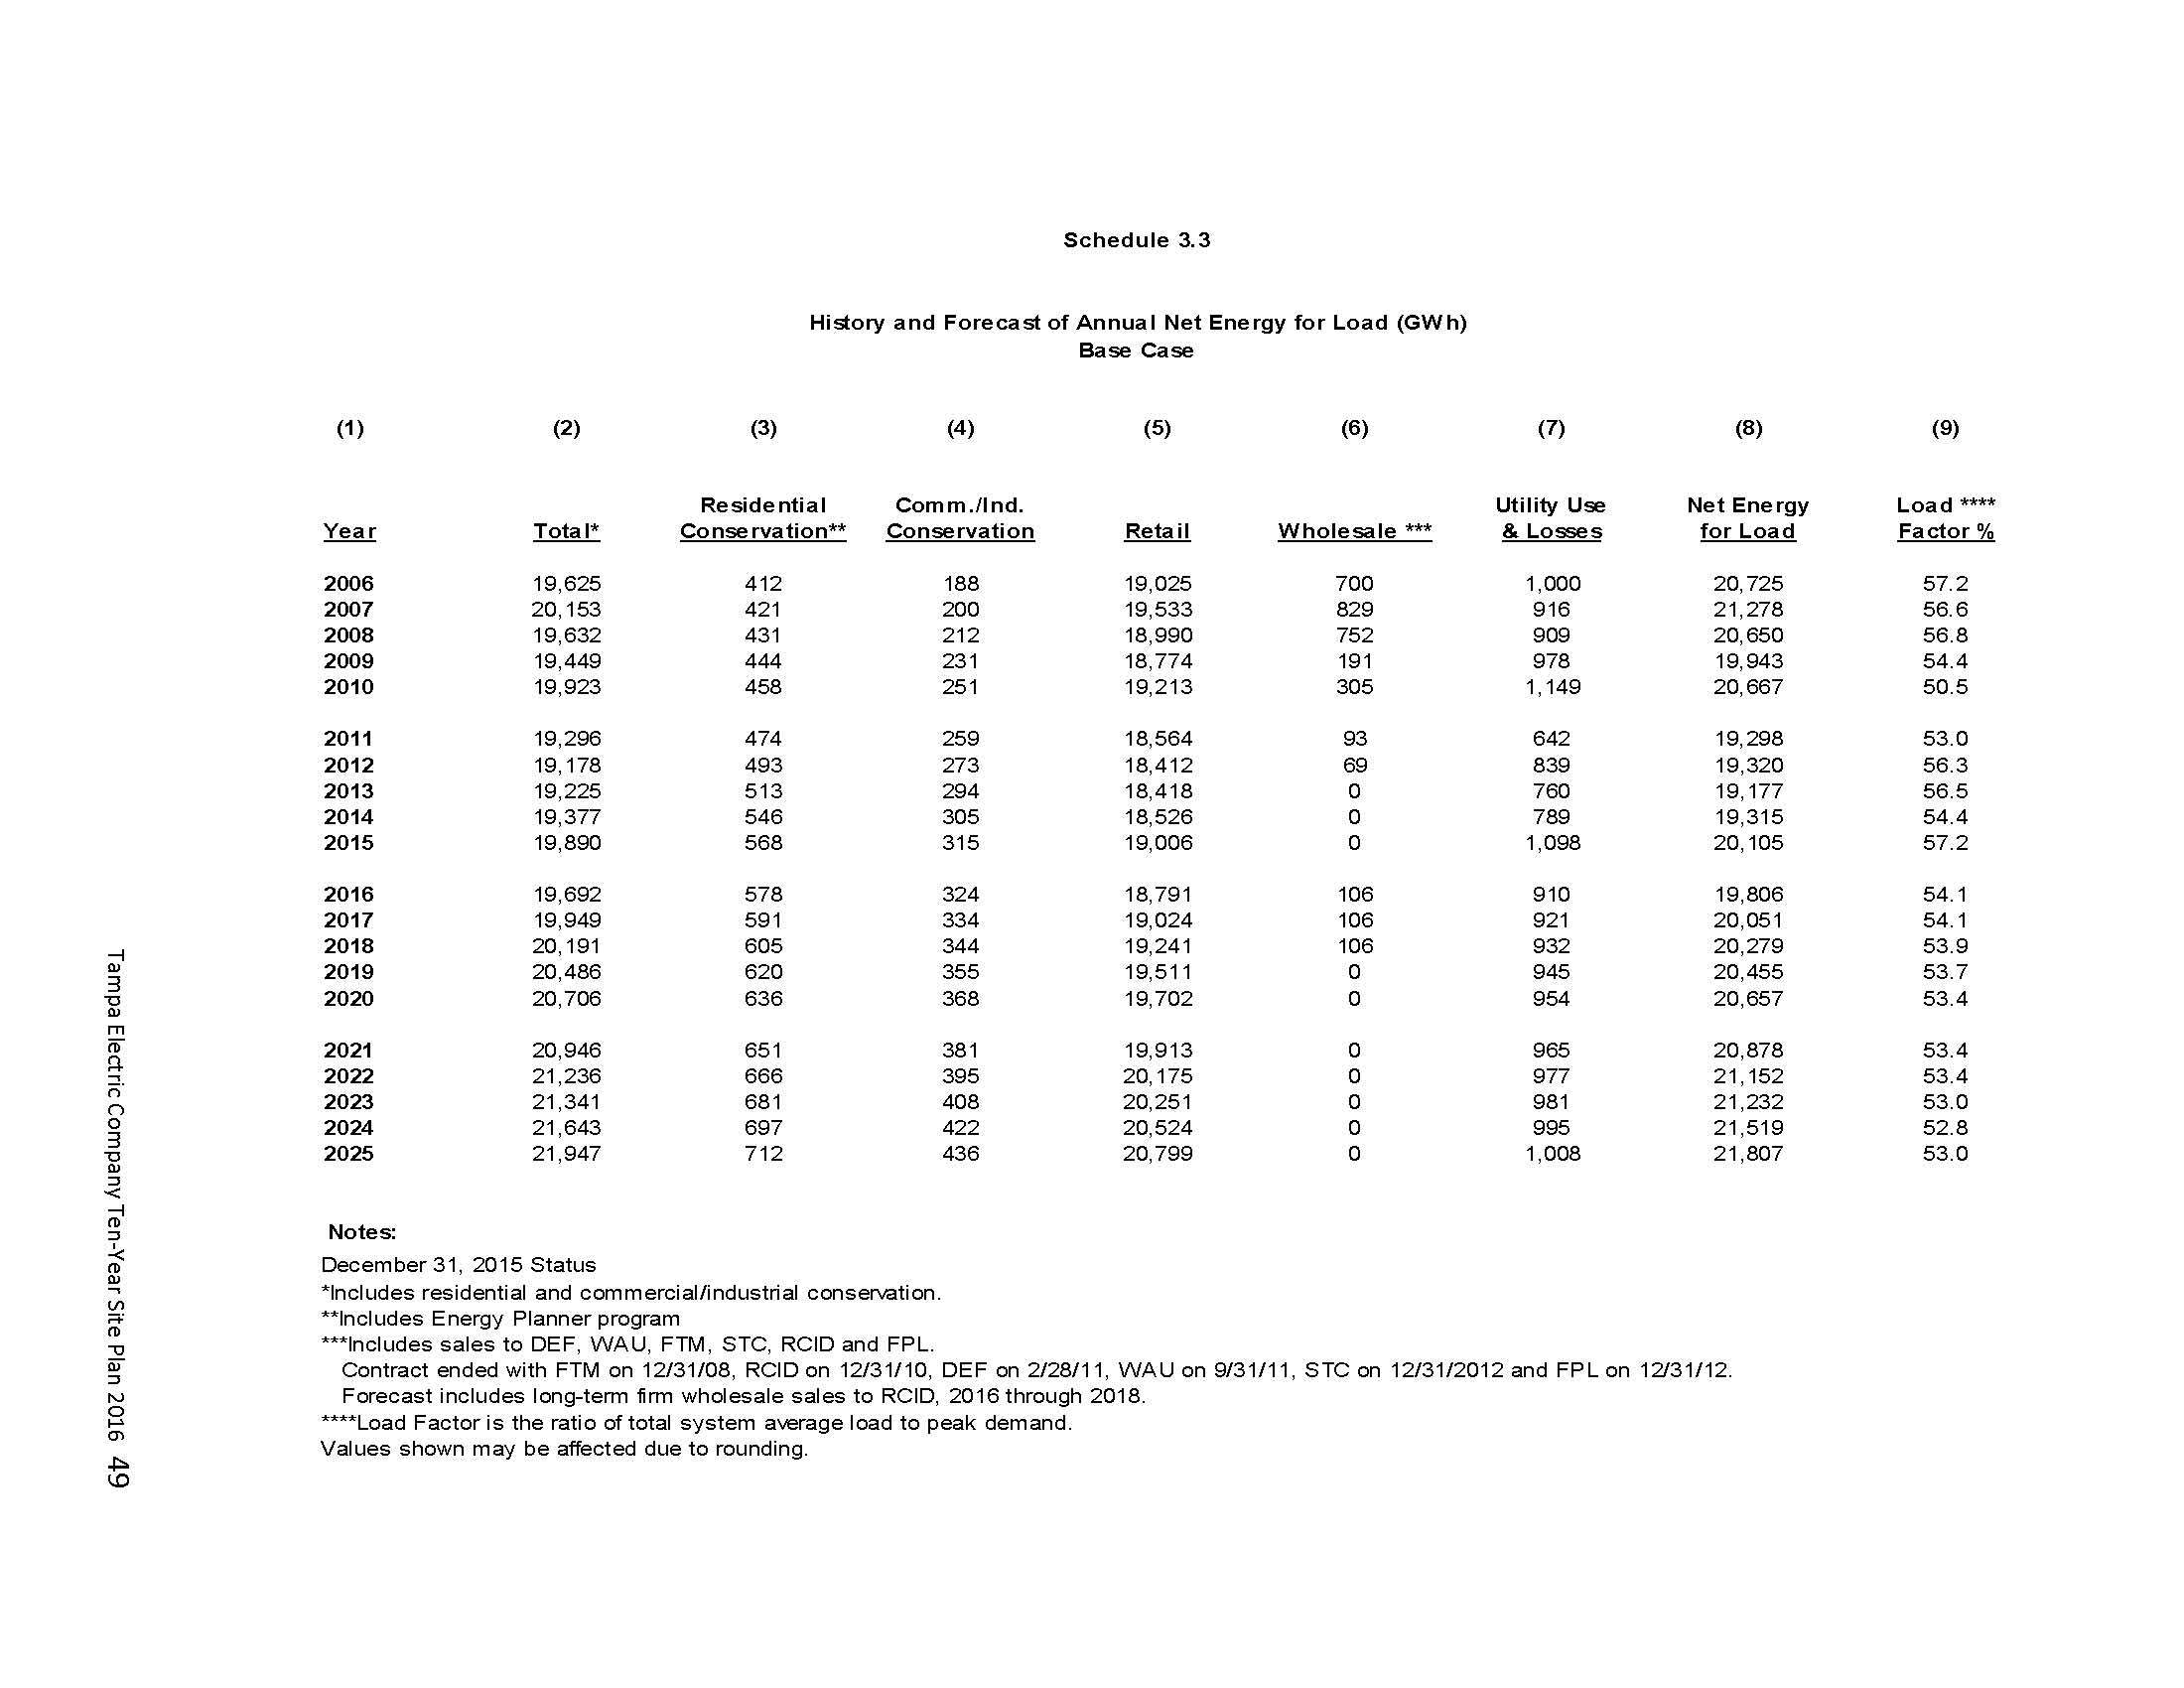 Schedule 3.3
History and Forecast of Annual Net Energy for Load (GWh)
Base Case
(1) (2) (3) (4) (5) (6) (7) (8) (9)
Residential Comm./Ind. Utility Use Net Energy Load ****
Year Total* Conservation** Conservation Retail Wholesale *** & Losses for Load Factor %
2006 19,625 412 188 19,025 700 1,000 20,725 57.2
2007 20,153 421 200 19,533 829 916 21,278 56.6
2008 19,632 431 212 18,990 752 909 20,650 56.8
2009 19,449 444 231 18,774 191 978 19,943 54.4
2010 19,923 458 251 19,213 305 1,149 20,667 50.5
2011 19,296 474 259 18,564 93 642 19,298 53.0
2012 19,178 493 273 18,412 69 839 19,320 56.3
2013 19,225 513 294 18,418 0 760 19,177 56.5
2014 19,377 546 305 18,526 0 789 19,315 54.4
2015 19,890 568 315 19,006 0 1,098 20,105 57.2
2016 19,692 578 324 18,791 106 910 19,806 54.1
2017 19,949 591 334 19,024 106 921 20,051 54.1
2018 20,191 605 344 19,241 106 932 20,279 53.9
2019 20,486 620 355 19,511 0 945 20,455 53.7
2020 20,706 636 368 19,702 0 954 20,657 53.4
2021 20,946 651 381 19,913 0 965 20,878 53.4
2022 21,236 666 395 20,175 0 977 21,152 53.4
2023 21,341 681 408 20,251 0 981 21,232 53.0
2024 21,643 697 422 20,524 0 995 21,519 52.8
2025 21,947 712 436 20,799 0 1,008 21,807 53.0
Notes:
December 31, 2015 Status
*Includes residential and commercial/industrial conservation.
**Includes Energy Planner program
***Includes sales to DEF, WAU, FTM, STC, RCID and FPL.
Contract ended with FTM on 12/31/08, RCID on 12/31/10, DEF on 2/28/11, WAU on 9/31/11, STC on 12/31/2012 and FPL on 12/31/12.
Forecast includes long-term firm wholesale sales to RCID, 2016 through 2018.
****Load Factor is the ratio of total system average load to peak demand.
Values shown may be affected due to rounding.
Tampa Electric Company Ten-Year Site Plan 2016 49